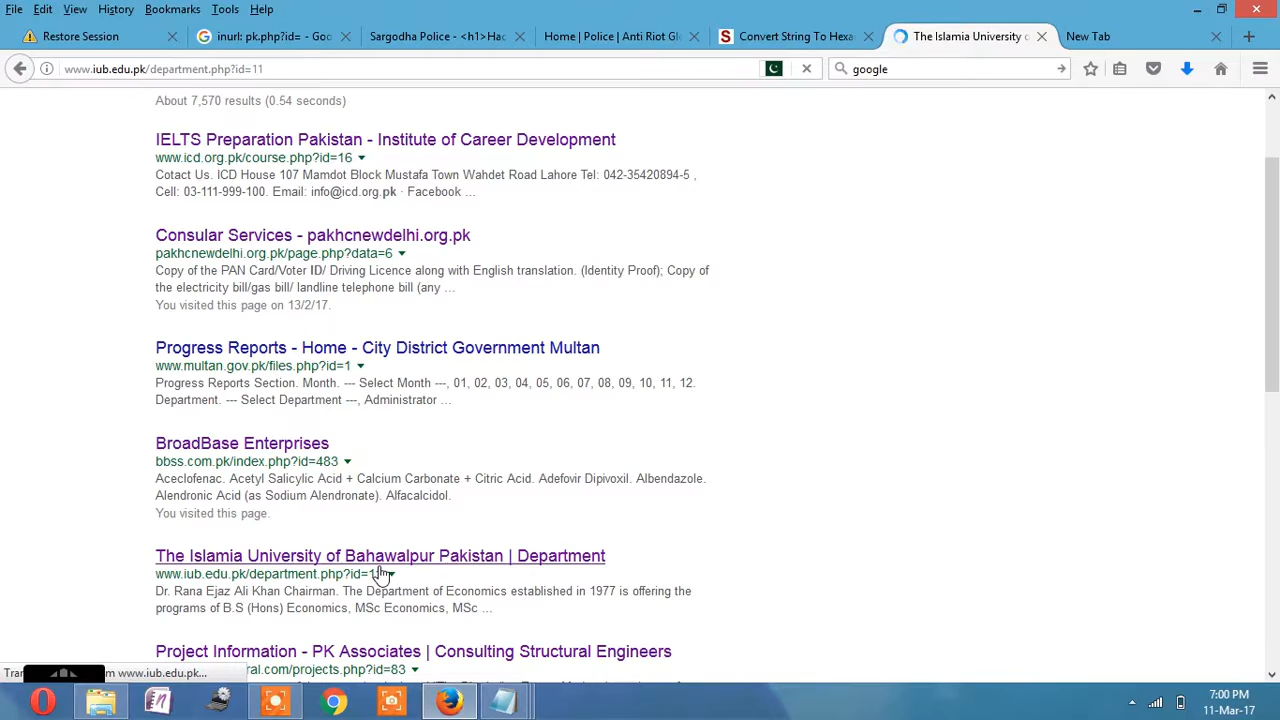 File Edit View History Bookmarks Tools Help
Restore Session
inurl: pk.php?id= - Goo
Sargodha Police - <h1>Hac
Home | Police | Anti Riot Gl
Convert String To Hexa
The Islamia University o
New Tab
www.iub.edu.pk/department.php?id=11
google
About 7,570 results (0.54 seconds)
IELTS Preparation Pakistan - Institute of Career Development
www.icd.org.pk/course.php?id=16
Cotact Us. ICD House 107 Mamdot Block Mustafa Town Wahdet Road Lahore Tel: 042-35420894-5 ,
Cell: 03-111-999-100. Email: info@icd.org.pk · Facebook ...
Consular Services - pakhcnewdelhi.org.pk
pakhcnewdelhi.org.pk/page.php?data=6
Copy of the PAN Card/Voter ID/ Driving Licence along with English translation. (Identity Proof); Copy of
the electricity bill/gas bill/ landline telephone bill (any ...
You visited this page on 13/2/17.
Progress Reports - Home - City District Government Multan
www.multan.gov.pk/files.php?id=1
Progress Reports Section. Month. --- Select Month ---, 01, 02, 03, 04, 05, 06, 07, 08, 09, 10, 11, 12.
Department. --- Select Department ---, Administrator ...
BroadBase Enterprises
bbss.com.pk/index.php?id=483
Aceclofenac. Acetyl Salicylic Acid + Calcium Carbonate + Citric Acid. Adefovir Dipivoxil. Albendazole.
Alendronic Acid (as Sodium Alendronate). Alfacalcidol.
You visited this page.
The Islamia University of Bahawalpur Pakistan | Department
www.iub.edu.pk/department.php?id=1
Dr. Rana Ejaz Ali Khan Chairman. The Department of Economics established in 1977 is offering the
programs of B.S (Hons) Economics, MSc Economics, MSc ...
Project Information - PK Associates | Consulting Structural Engineers
ral.com/projects.php?id=83
www.iub.edu.pk...
7:00 PM
11-Mar-17